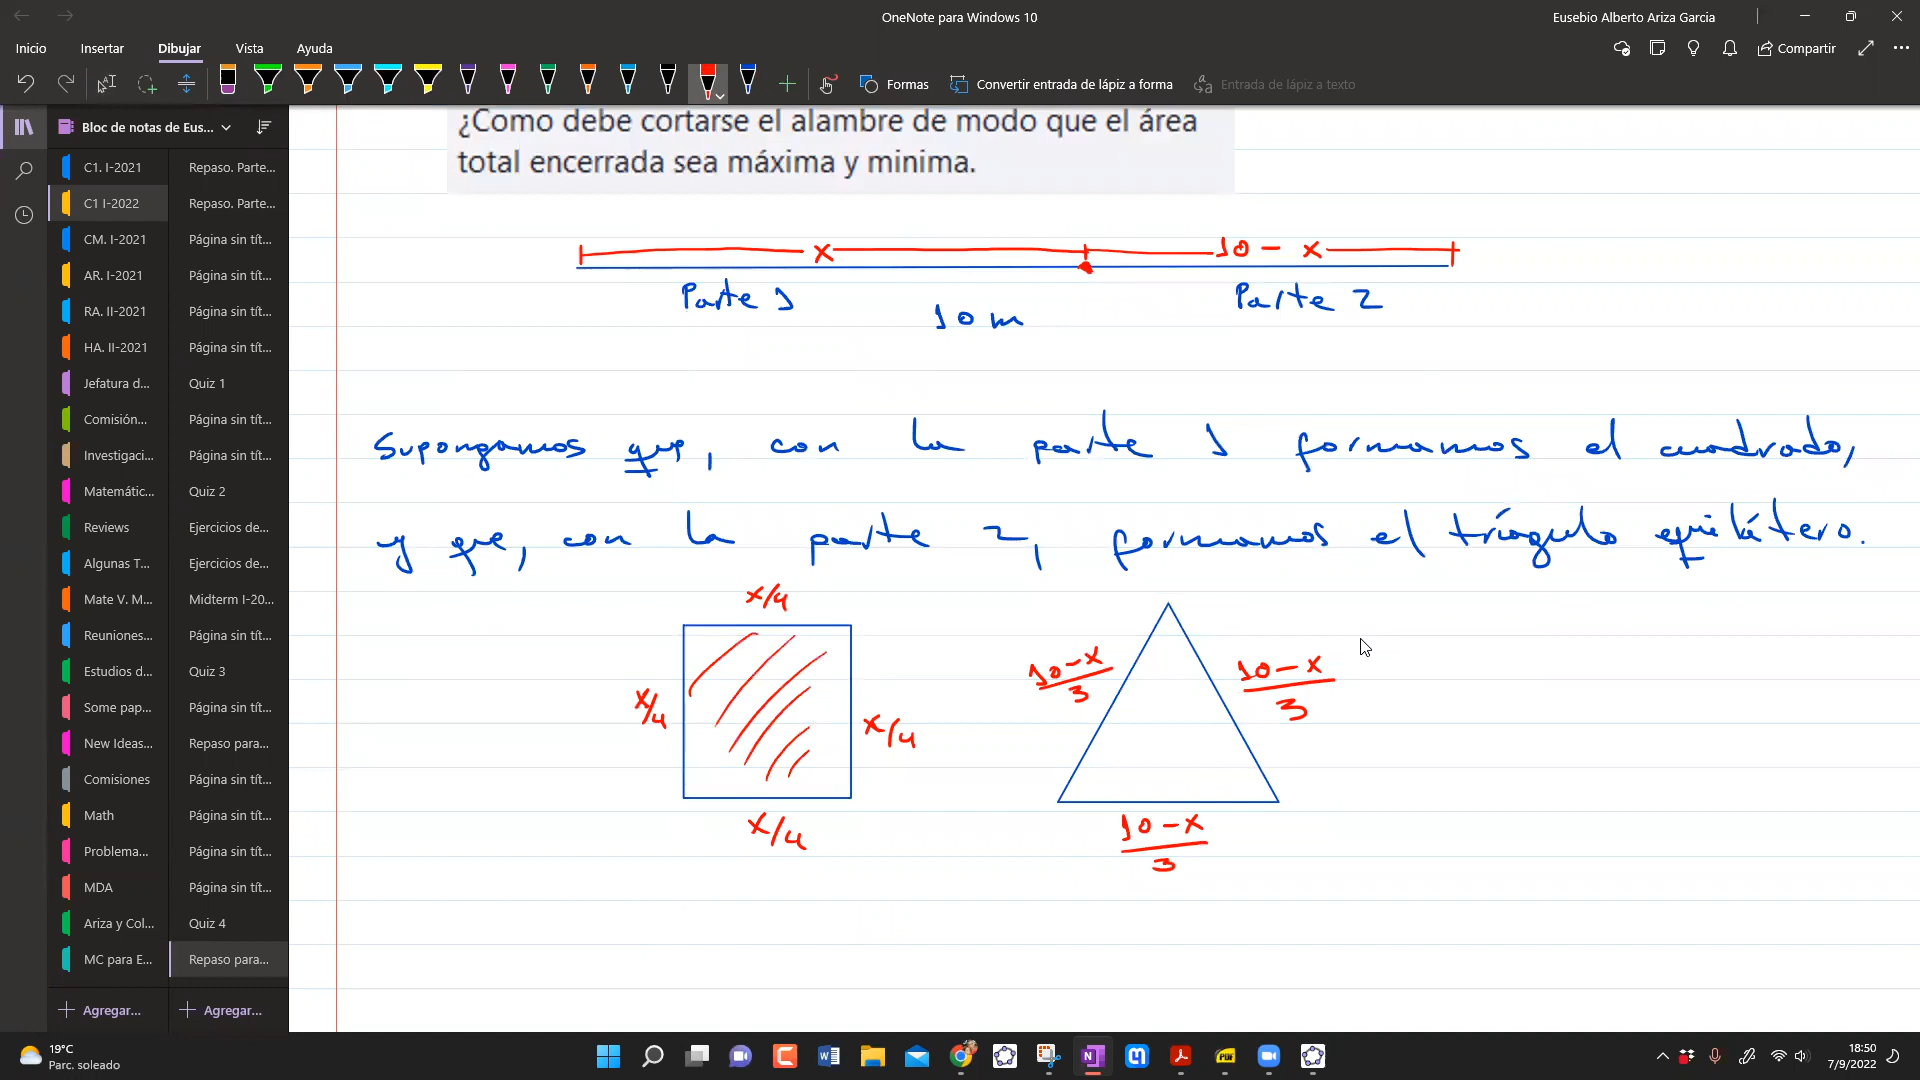 OneNote para Windows 10
Eusebio Alberto Ariza Garcia
Inicio
Insertar
Dibujar
Vista
Ayuda
Compartir
Formas
Convertir entrada de lápiz a forma
Entrada de lápiz a texto
Bloc de notas de Eus...
C1. I-2021
C1 I-2022
CM. I-2021
AR. I-2021
RA. II-2021
HA. II-2021
Jefatura d...
Comisión...
Investigaci...
Matemátic...
Reviews
Algunas T...
Mate V. M...
Reuniones...
Estudios d...
Some pap...
New Ideas...
Comisiones
Math
Problema...
MDA
Ariza y Col...
MC para E...
Agregar...
Repaso. Parte...
Repaso. Parte...
Página sin tít...
Página sin tít...
Página sin tít...
Página sin tít...
Quiz 1
Página sin tít...
Página sin tít...
Quiz 2
Ejercicios de...
Ejercicios de...
Midterm I-20...
Página sin tít...
Quiz 3
Página sin tít...
Repaso para...
Página sin tít...
Página sin tít...
Página sin tít...
Página sin tít...
Quiz 4
Repaso para...
Agregar...
¿Como debe cortarse el alambre de modo que el área
total encerrada sea máxima y minima.
x
10 - x
Parte 1
10 m
Parte 2
Supongamos que, con la parte 1 formamos el cuadrado,
y que, con la parte 2, formamos el triángulo equilátero.
x/4
x/4
x/4
x/4
10-x
3
10-x
3
10-x
3
19°C
Parc. soleado
18:50
7/9/2022